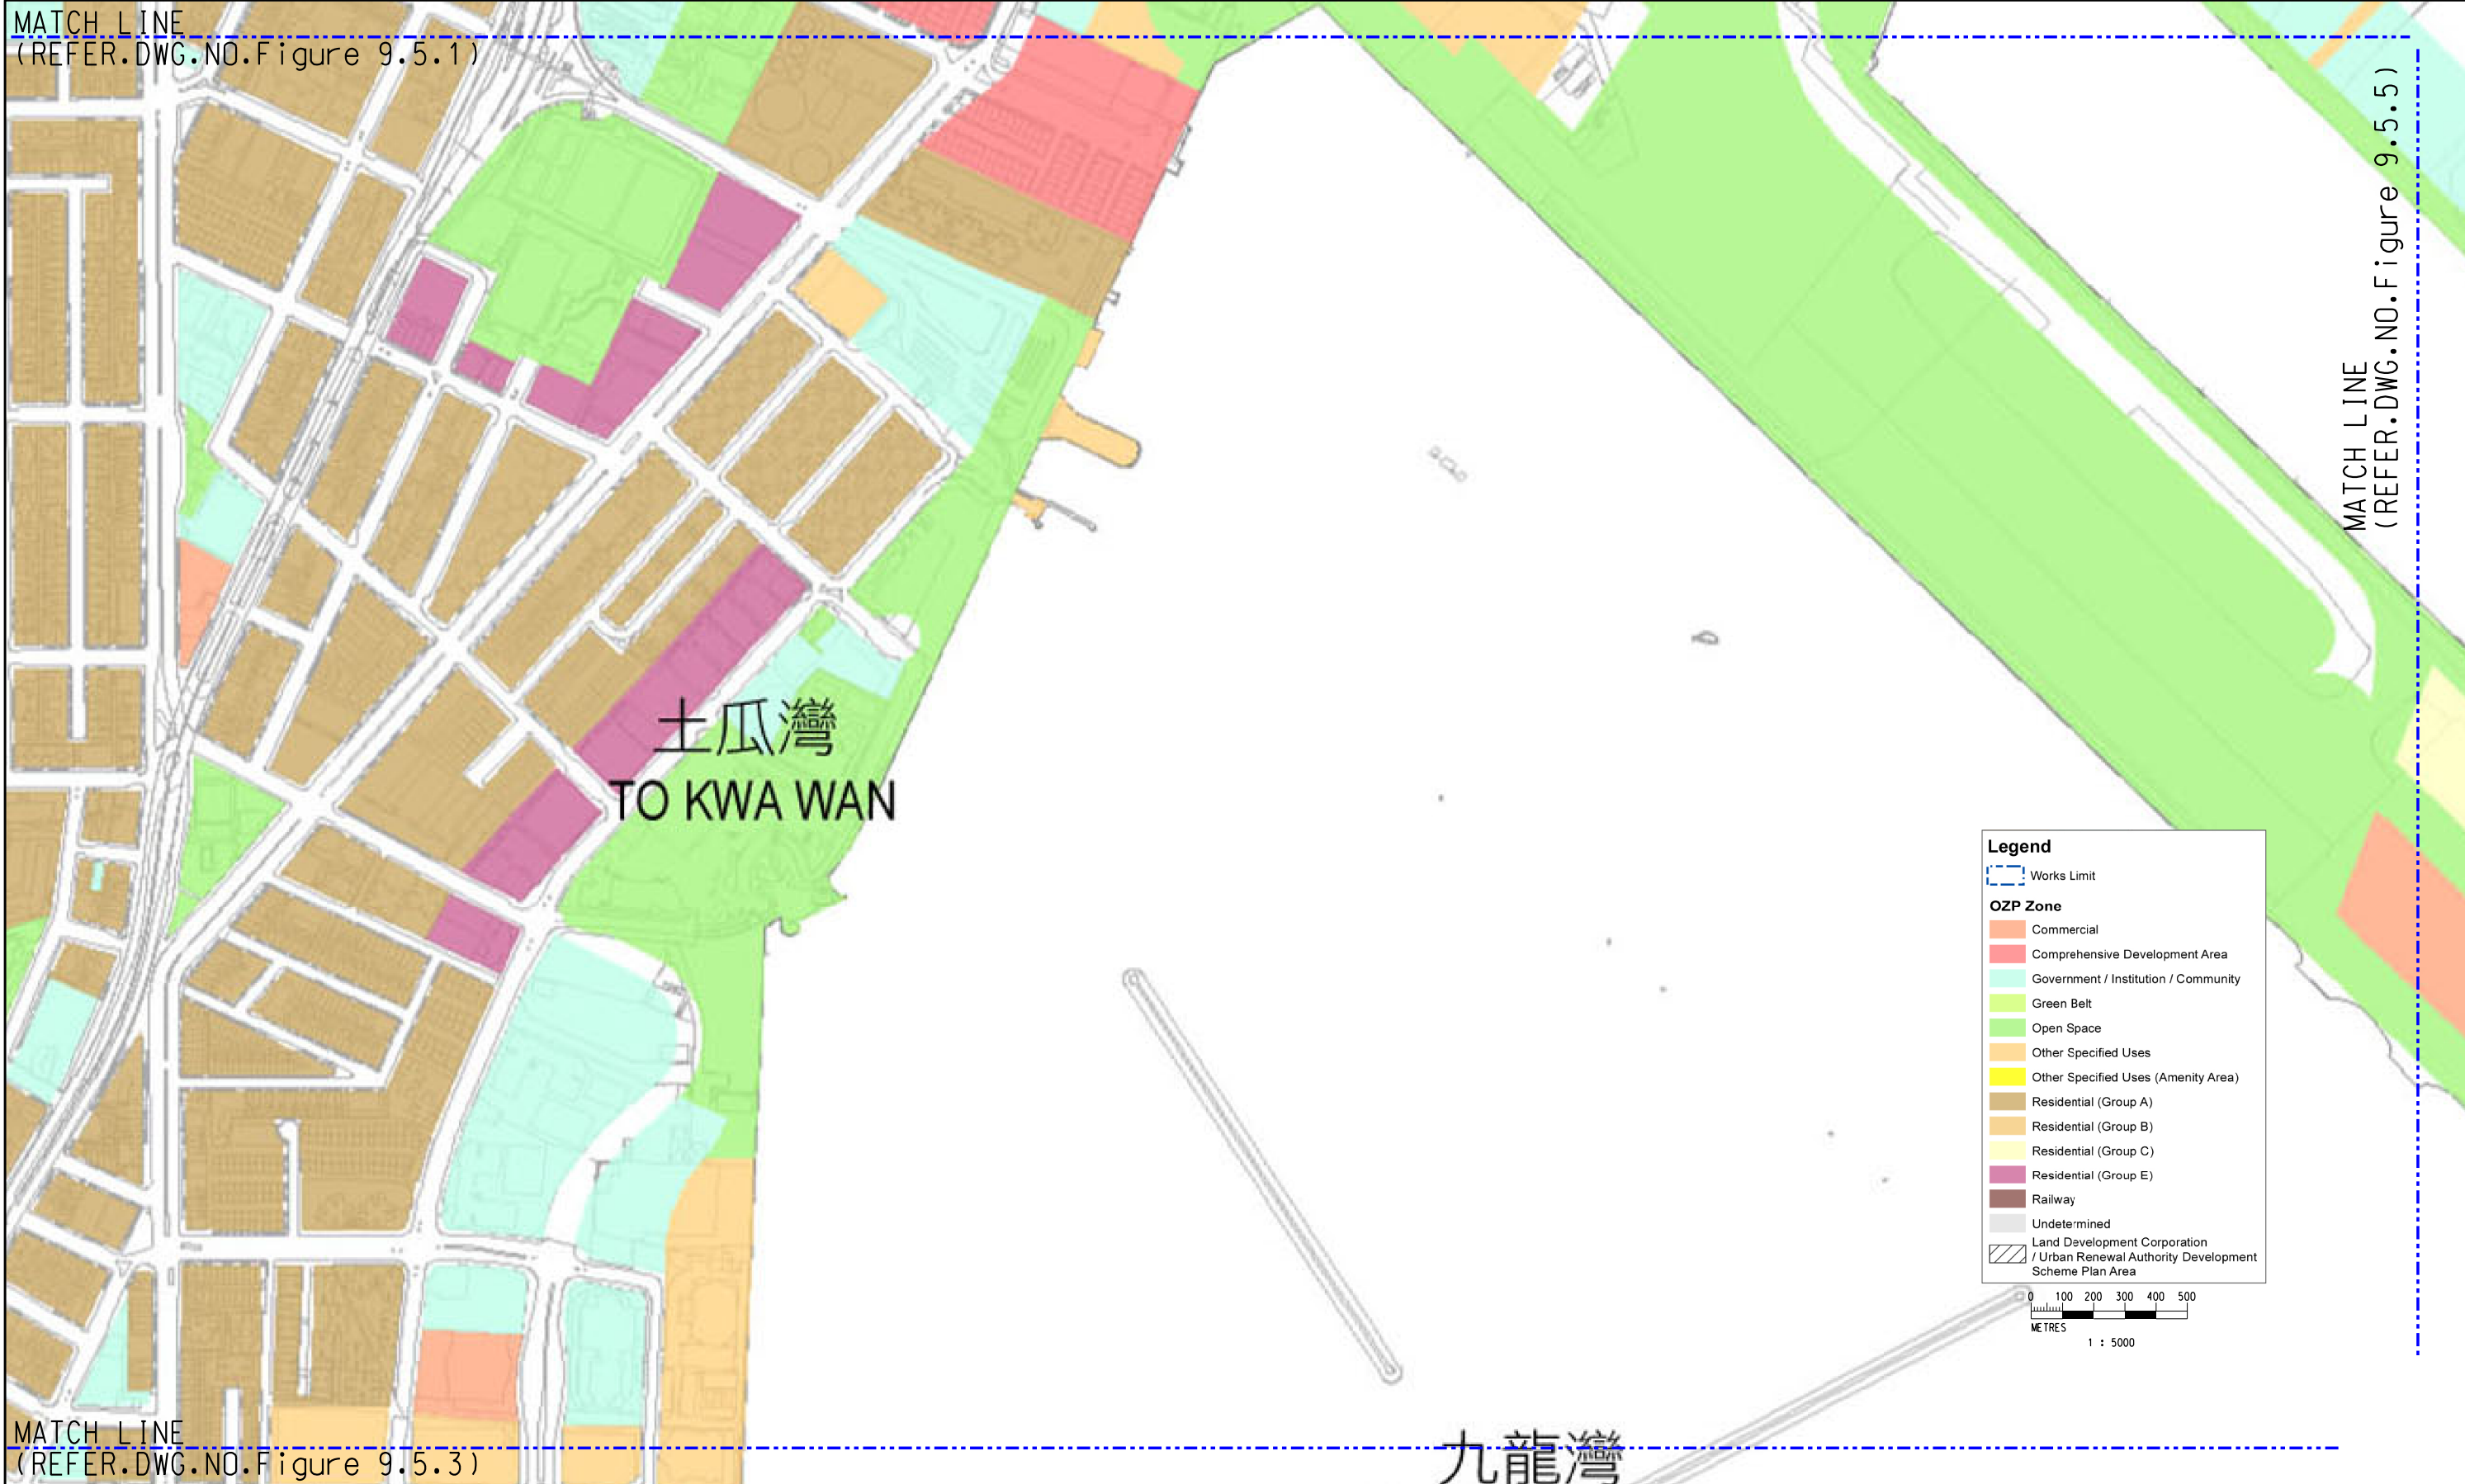 MATCH LINE
(REFER.DWG.NO.Figure 9.5.1)
MATCH LINE
(REFER.DWG.NO.Figure 9.5.5)
土瓜灣
TO KWA WAN
Legend
Works Limit
OZP Zone
Commercial
Comprehensive Development Area
Government / Institution / Community
Green Belt
Open Space
Other Specified Uses
Other Specified Uses (Amenity Area)
Residential (Group A)
Residential (Group B)
Residential (Group C)
Residential (Group E)
Railway
Undetermined
Land Development Corporation
/ Urban Renewal Authority Development
Scheme Plan Area
0 100 200 300 400 500
METRES
1 : 5000
MATCH LINE
(REFER.DWG.NO.Figure 9.5.3)
九龍灣